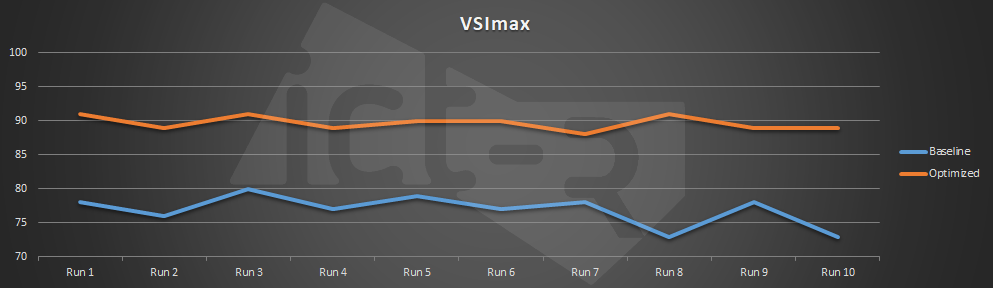 VSImax
100
95
90
85
80
75
70
Run 1 Run 2 Run 3 Run 4 Run 5 Run 6 Run 7 Run 8 Run 9 Run 10
Baseline
Optimized
ict-R